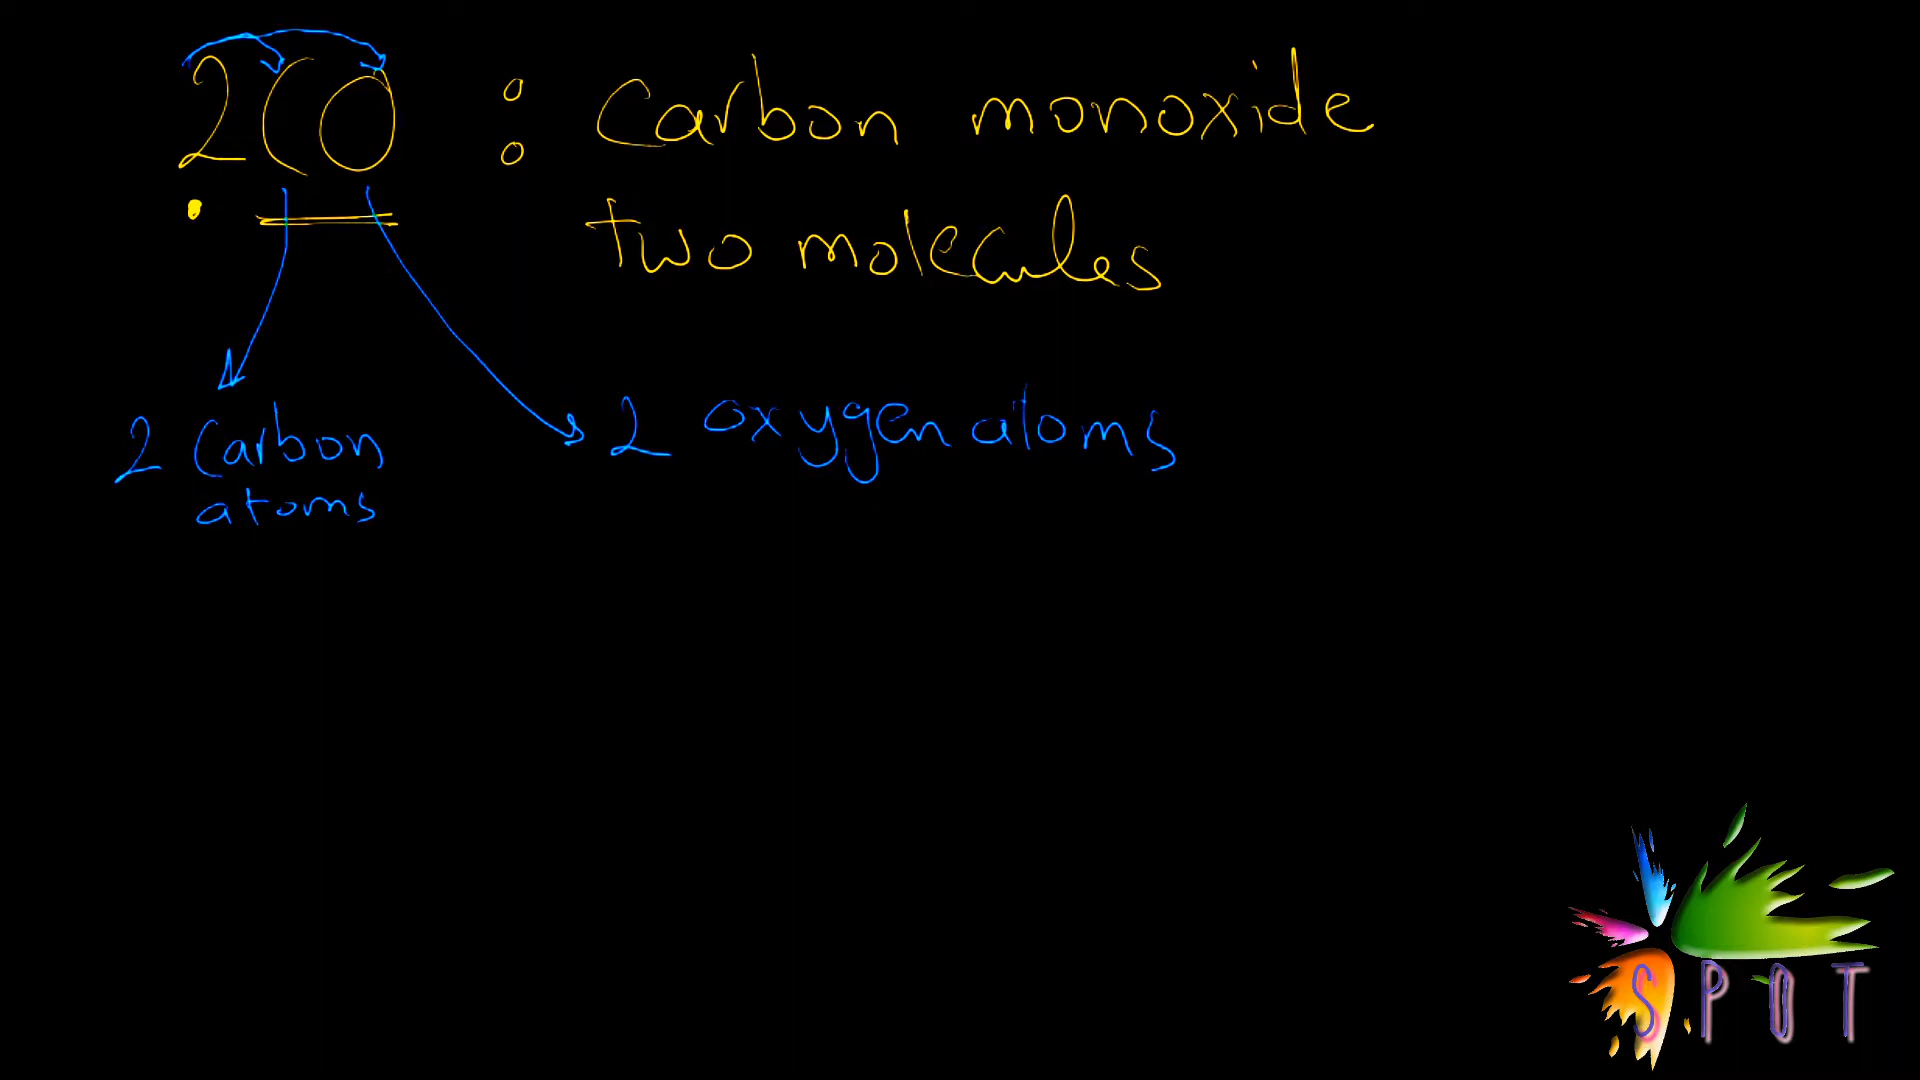 2CO : Carbon monoxide
two molecules
2 Carbon
atoms
2 oxygen atoms
SPOT